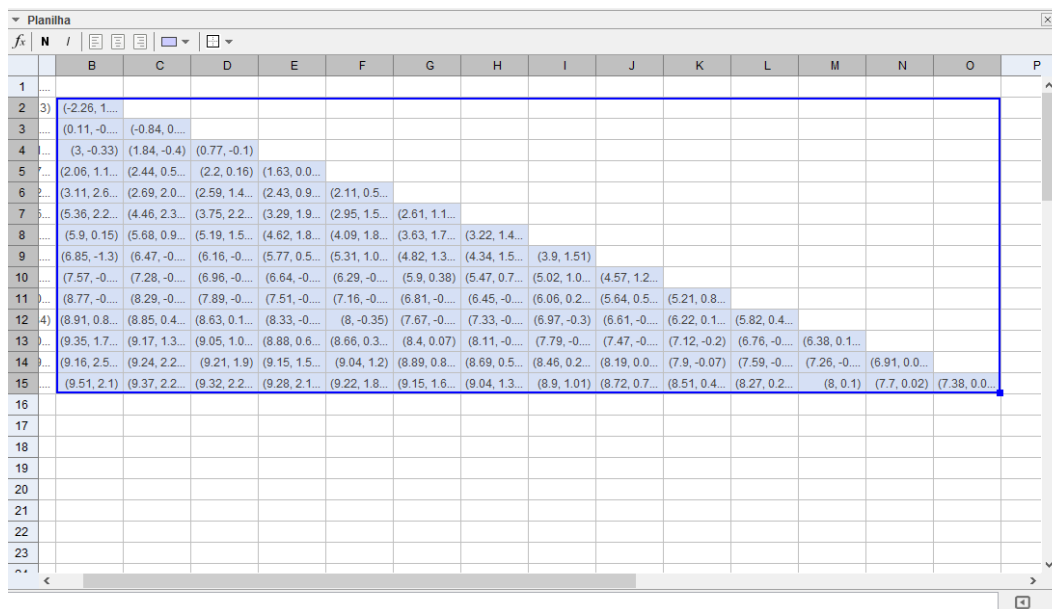 Planilha
fx N I
B C D E F G H I J K L M N O P
1 ...
2 3) (-2.26, 1....
3 ... (0.11, -0.... (-0.84, 0....
4 ... (3, -0.33) (1.84, -0.4) (0.77, -0.1)
5 ... (2.06, 1.1... (2.44, 0.5... (2.2, 0.16) (1.63, 0.0...
6 ... (3.11, 2.6... (2.69, 2.0... (2.59, 1.4... (2.43, 0.9... (2.11, 0.5...
7 ... (5.36, 2.2... (4.46, 2.3... (3.75, 2.2... (3.29, 1.9... (2.95, 1.5... (2.61, 1.1...
8 ... (5.9, 0.15) (5.68, 0.9... (5.19, 1.5... (4.62, 1.8... (4.09, 1.8... (3.63, 1.7... (3.22, 1.4...
9 ... (6.85, -1.3) (6.47, -0.... (6.16, -0.... (5.77, 0.5... (5.31, 1.0... (4.82, 1.3... (4.34, 1.5... (3.9, 1.51)
10 ... (7.57, -0.... (7.28, -0.... (6.96, -0.... (6.64, -0.... (6.29, -0.... (5.9, 0.38) (5.47, 0.7... (5.02, 1.0... (4.57, 1.2...
11 ... (8.77, -0.... (8.29, -0.... (7.89, -0.... (7.51, -0.... (7.16, -0.... (6.81, -0.... (6.45, -0.... (6.06, 0.2... (5.64, 0.5... (5.21, 0.8...
12 4) (8.91, 0.8... (8.85, 0.4... (8.63, 0.1... (8.33, -0.... (8, -0.35) (7.67, -0.... (7.33, -0.... (6.97, -0.3) (6.61, -0.... (6.22, 0.1... (5.82, 0.4...
13 ... (9.35, 1.7... (9.17, 1.3... (9.05, 1.0... (8.88, 0.6... (8.66, 0.3... (8.4, 0.07) (8.11, -0.... (7.79, -0.... (7.47, -0.... (7.12, -0.2) (6.76, -0.... (6.38, 0.1...
14 ... (9.16, 2.5... (9.24, 2.2... (9.21, 1.9) (9.15, 1.5... (9.04, 1.2) (8.89, 0.8... (8.69, 0.5... (8.46, 0.2... (8.19, 0.0... (7.9, -0.07) (7.59, -0.... (7.26, -0.... (6.91, 0.0...
15 ... (9.51, 2.1) (9.37, 2.2... (9.32, 2.2... (9.28, 2.1... (9.22, 1.8... (9.15, 1.6... (9.04, 1.3... (8.9, 1.01) (8.72, 0.7... (8.51, 0.4... (8.27, 0.2... (8, 0.1) (7.7, 0.02) (7.38, 0.0...
16
17
18
19
20
21
22
23